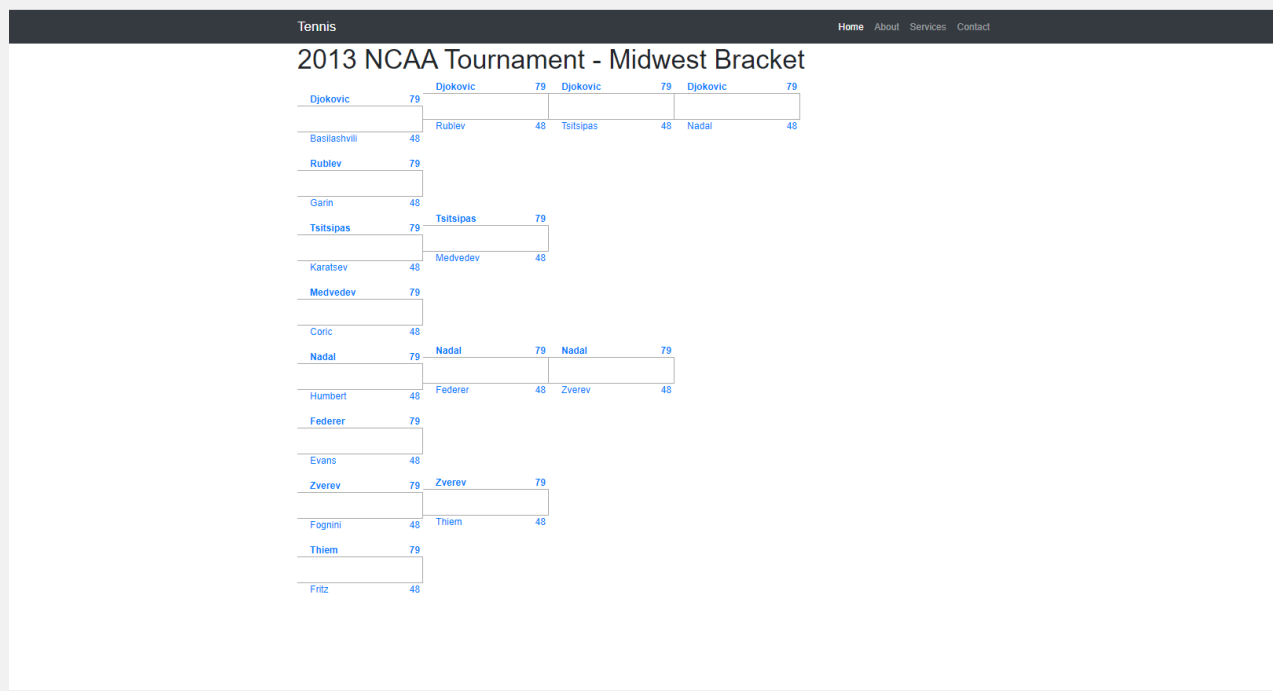 Tennis Home About Services Contact
2013 NCAA Tournament - Midwest Bracket
Djokovic 79
Basilashvili 48
Rublev 79
Garin 48
Tsitsipas 79
Karatsev 48
Medvedev 79
Coric 48
Nadal 79
Humbert 48
Federer 79
Evans 48
Zverev 79
Fognini 48
Thiem 79
Fritz 48
Djokovic 79
Rublev 48
Tsitsipas 79
Medvedev 48
Nadal 79
Federer 48
Zverev 79
Thiem 48
Djokovic 79
Tsitsipas 48
Nadal 79
Zverev 48
Djokovic 79
Nadal 48